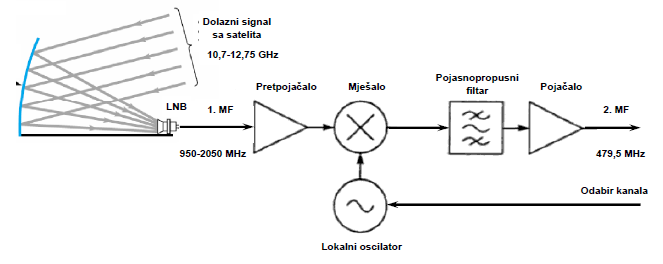 Dolazni signal
sa satelita
10,7-12,75 GHz
LNB
1. MF
950-2050 MHz
Pretpojačalo
Mješalo
Pojasnopropusni
filtar
Pojačalo
2. MF
479,5 MHz
Odabir kanala
Lokalni oscilator